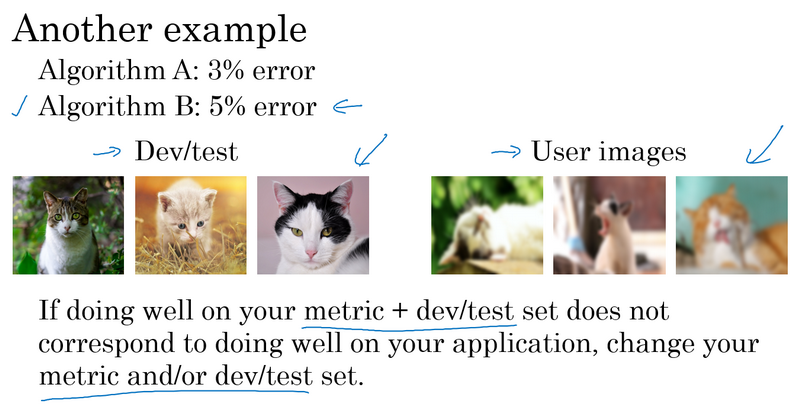 Another example
Algorithm A: 3% error
Algorithm B: 5% error
Dev/test
User images
If doing well on your metric + dev/test set does not
correspond to doing well on your application, change your
metric and/or dev/test set.